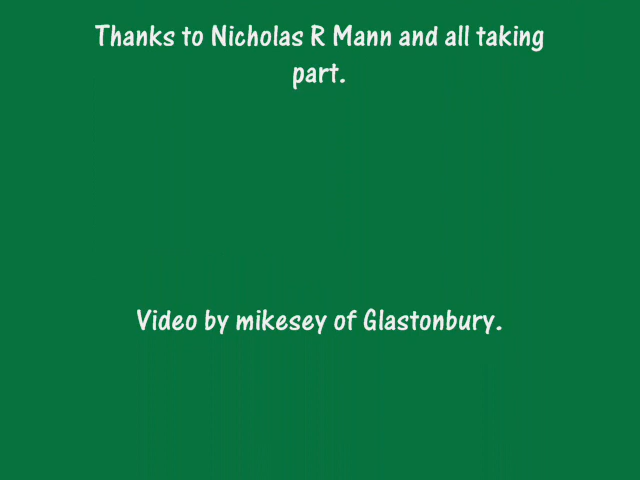 Thanks to Nicholas R Mann and all taking
part.
Video by mikesey of Glastonbury.